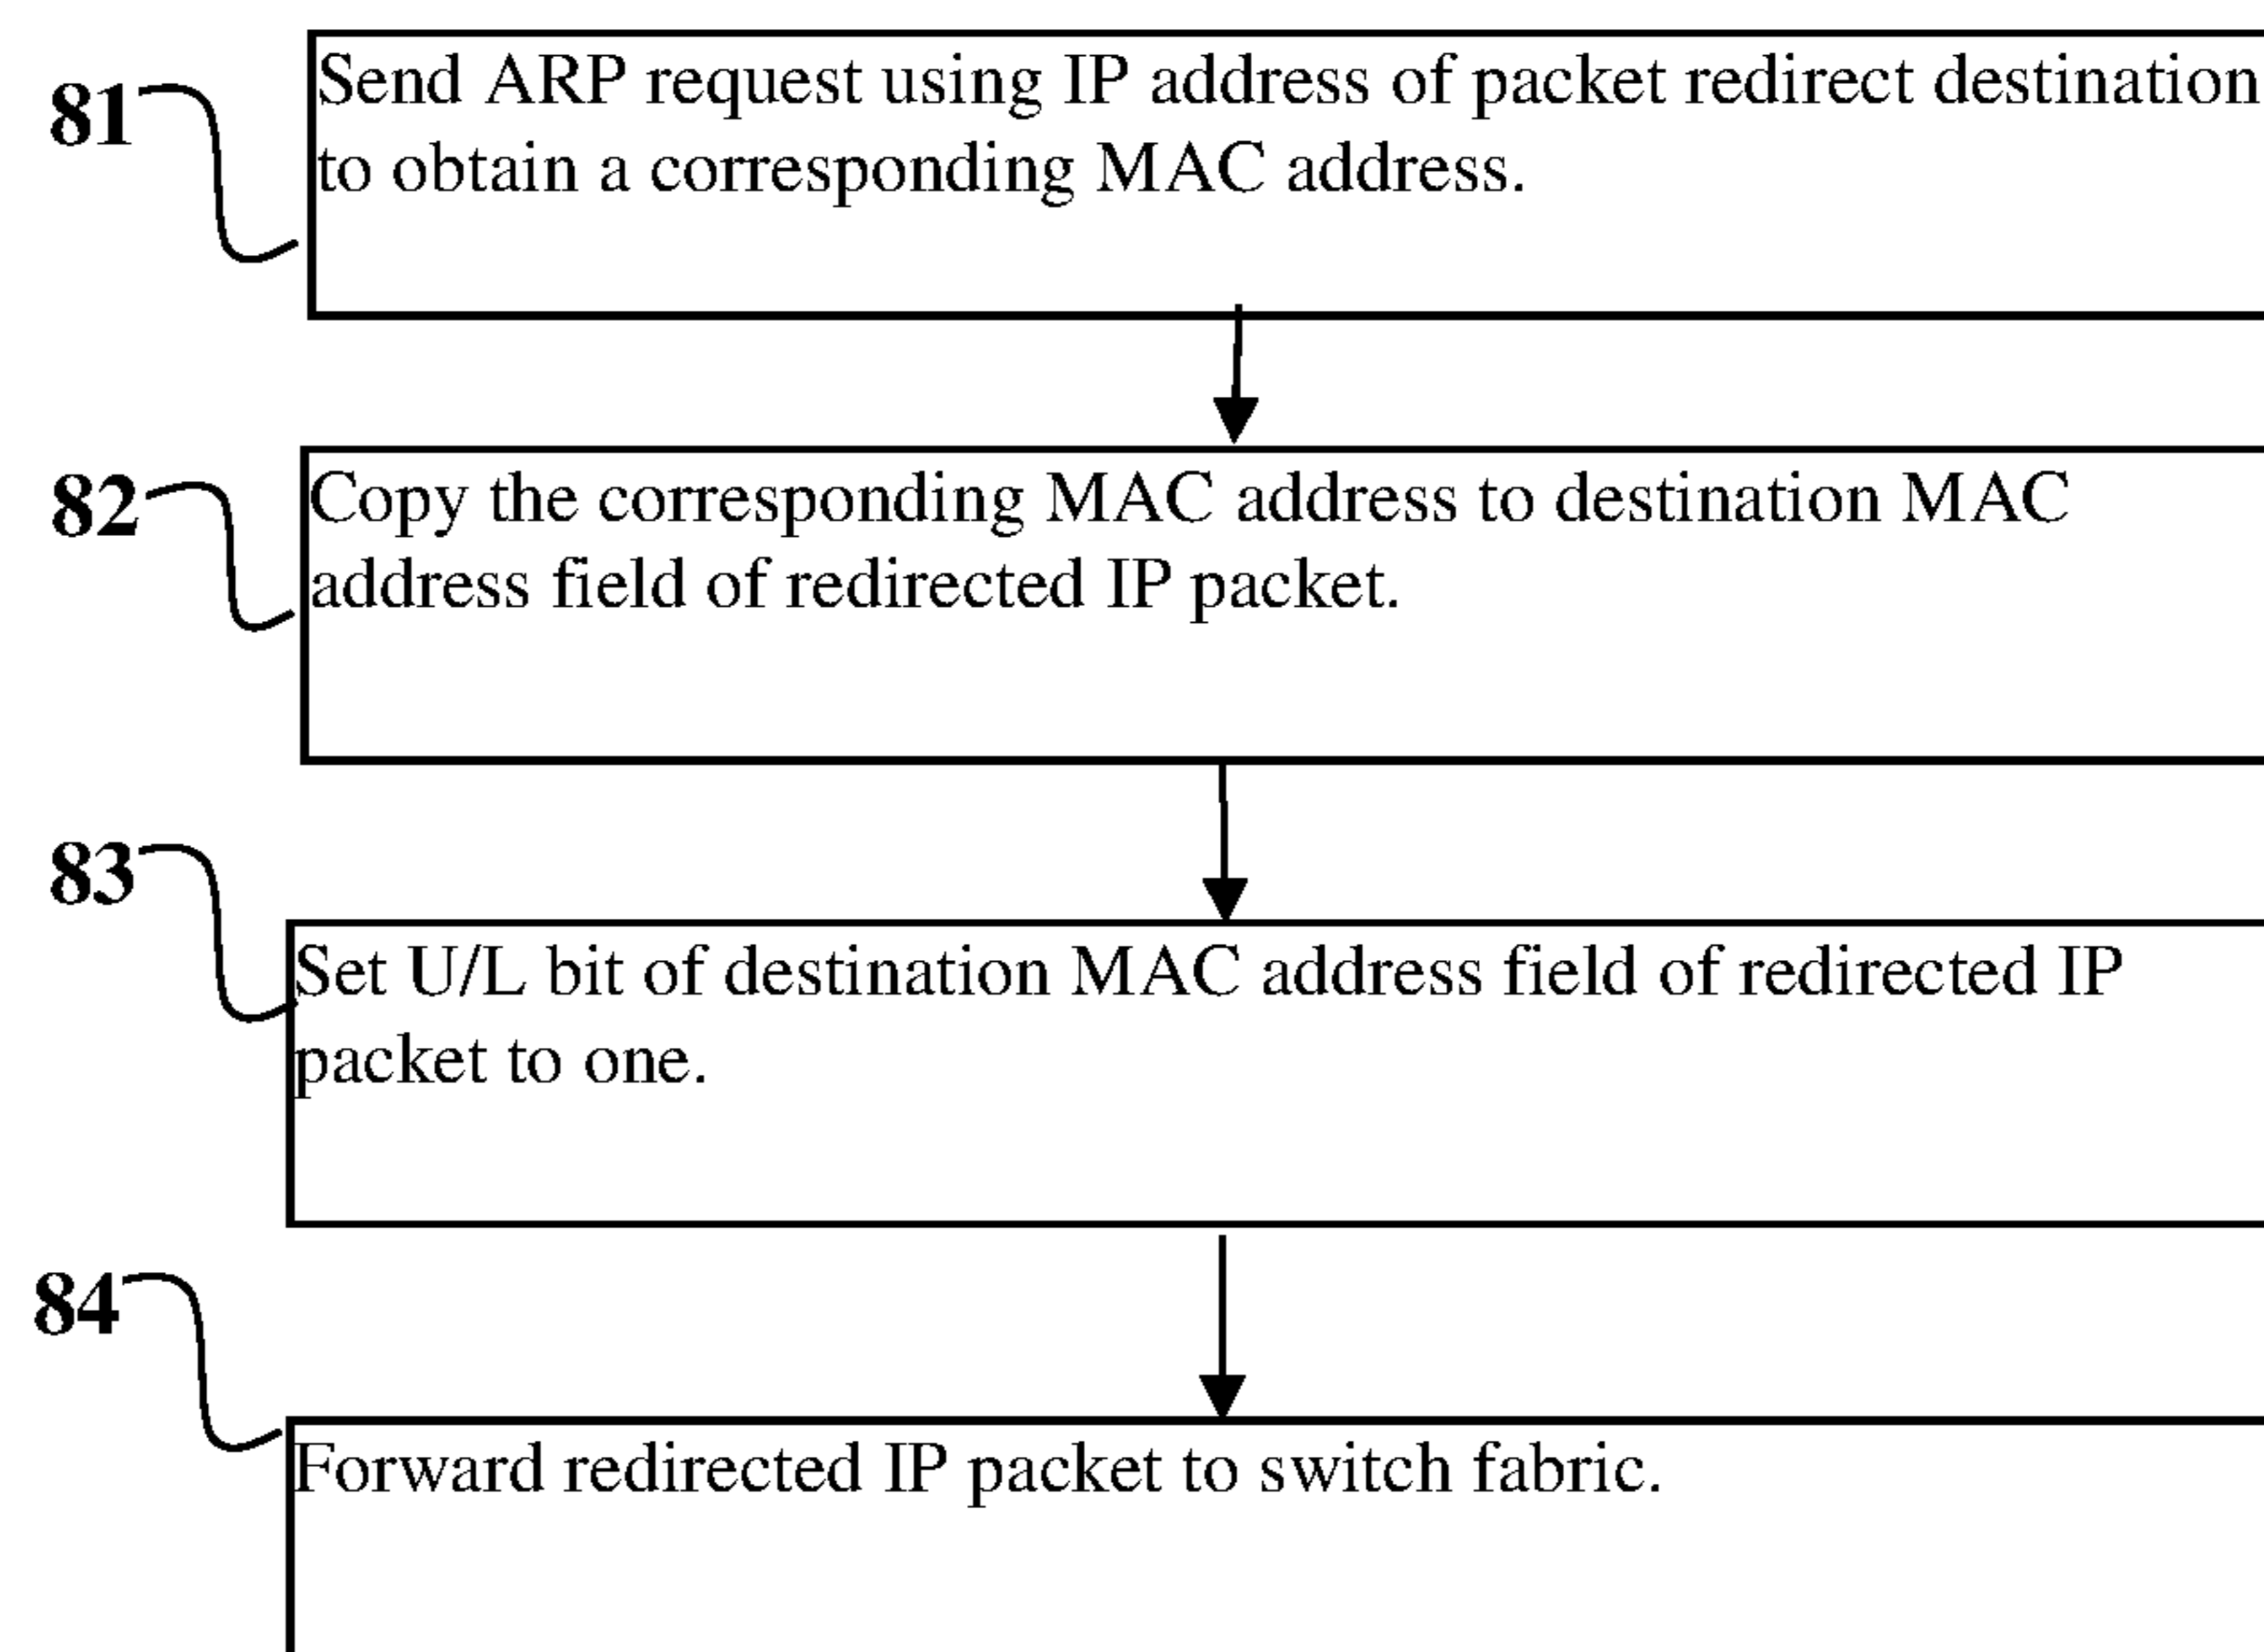 81
Send ARP request using IP address of packet redirect destination
to obtain a corresponding MAC address.
82
Copy the corresponding MAC address to destination MAC
address field of redirected IP packet.
83
Set U/L bit of destination MAC address field of redirected IP
packet to one.
84
Forward redirected IP packet to switch fabric.